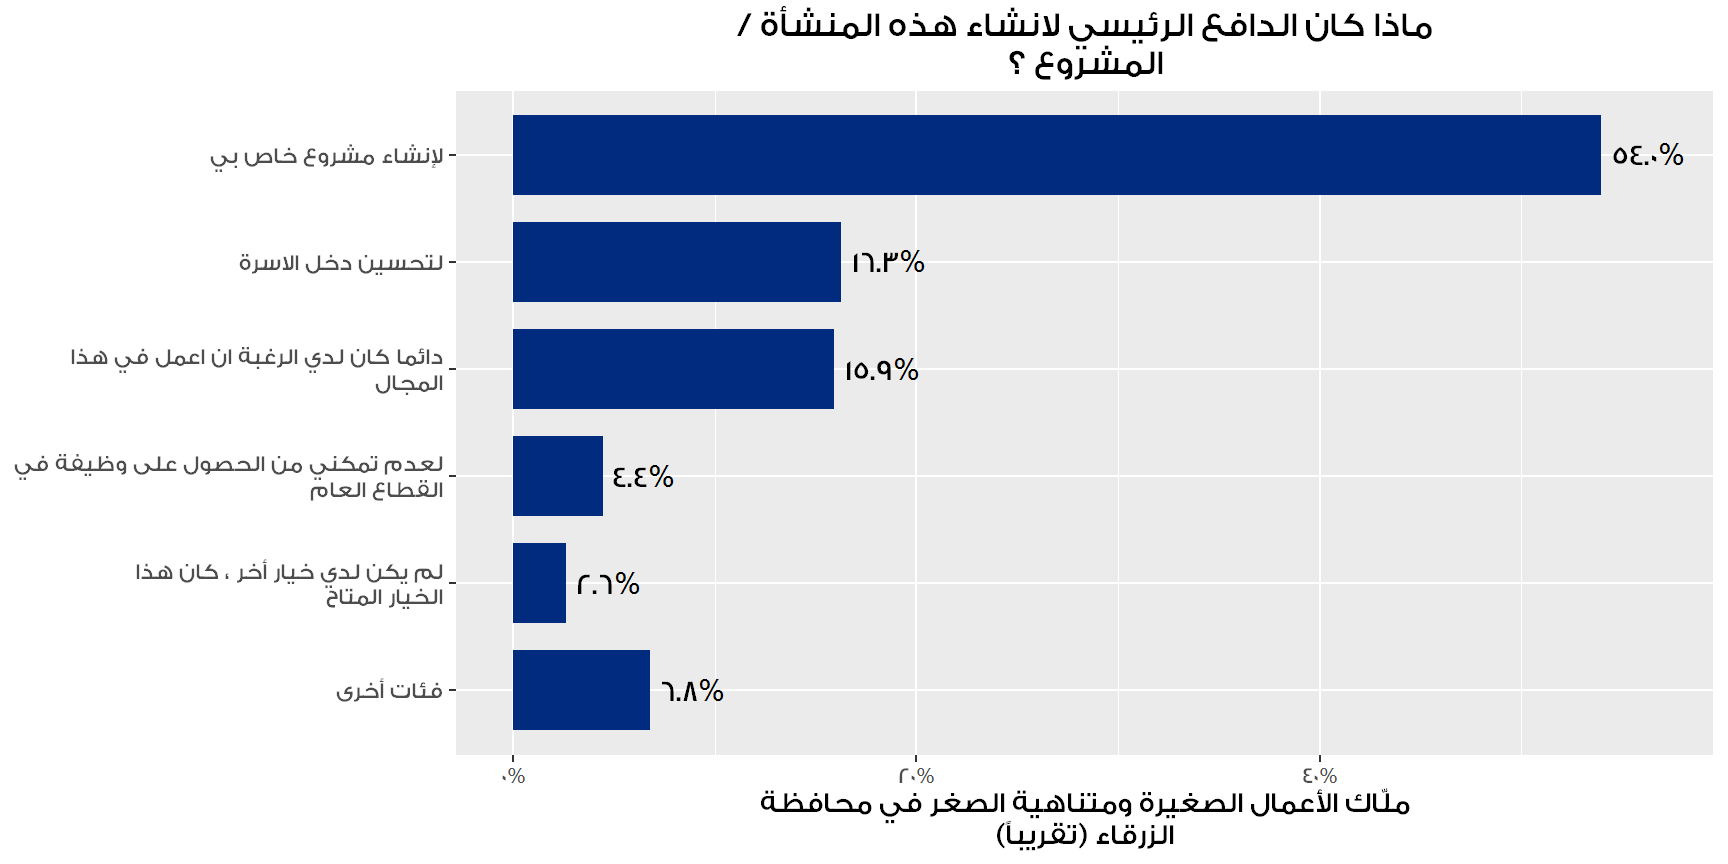 ماذا كان الدافع الرئيسي لانشاء هذه المنشأة /
المشروع ؟
لإنشاء مشروع خاص بي
٥٤.٠%
لتحسين دخل الاسرة
١٦.٣%
دائما كان لدي الرغبة ان اعمل في هذا
المجال
١٥.٩%
لعدم تمكني من الحصول على وظيفة في
القطاع العام
٤.٤%
لم يكن لدي خيار أخر ، كان هذا
الخيار المتاح
٢.٦%
فئات أخرى
٦.٨%
٠% ٢٠% ٤٠%
ملّاك الأعمال الصغيرة ومتناهية الصغر في محافظة
الزرقاء (تقريباً)